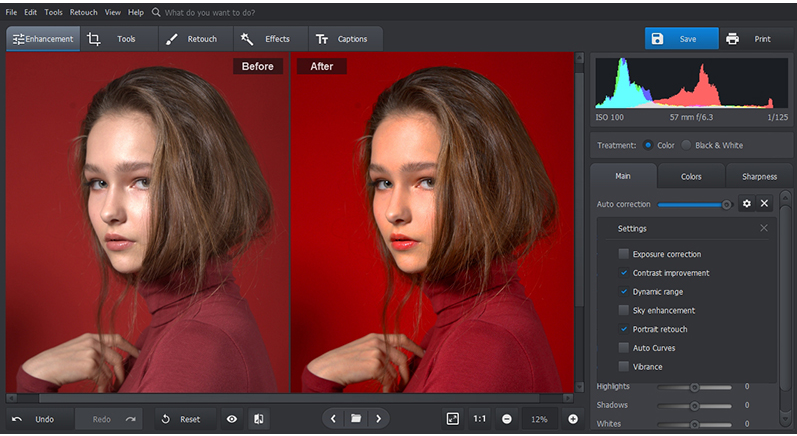 File Edit Tools Retouch View Help What do you want to do?
Enhancement Tools Retouch Effects Captions Save Print
Before After
ISO 100 57 mm f/6.3 1/125
Treatment: Color Black & White
Main Colors Sharpness
Auto correction
Settings
Exposure correction
Contrast improvement
Dynamic range
Sky enhancement
Portrait retouch
Auto Curves
Vibrance
Highlights 0
Shadows 0
Whites 0
Undo Redo Reset 1:1 12%